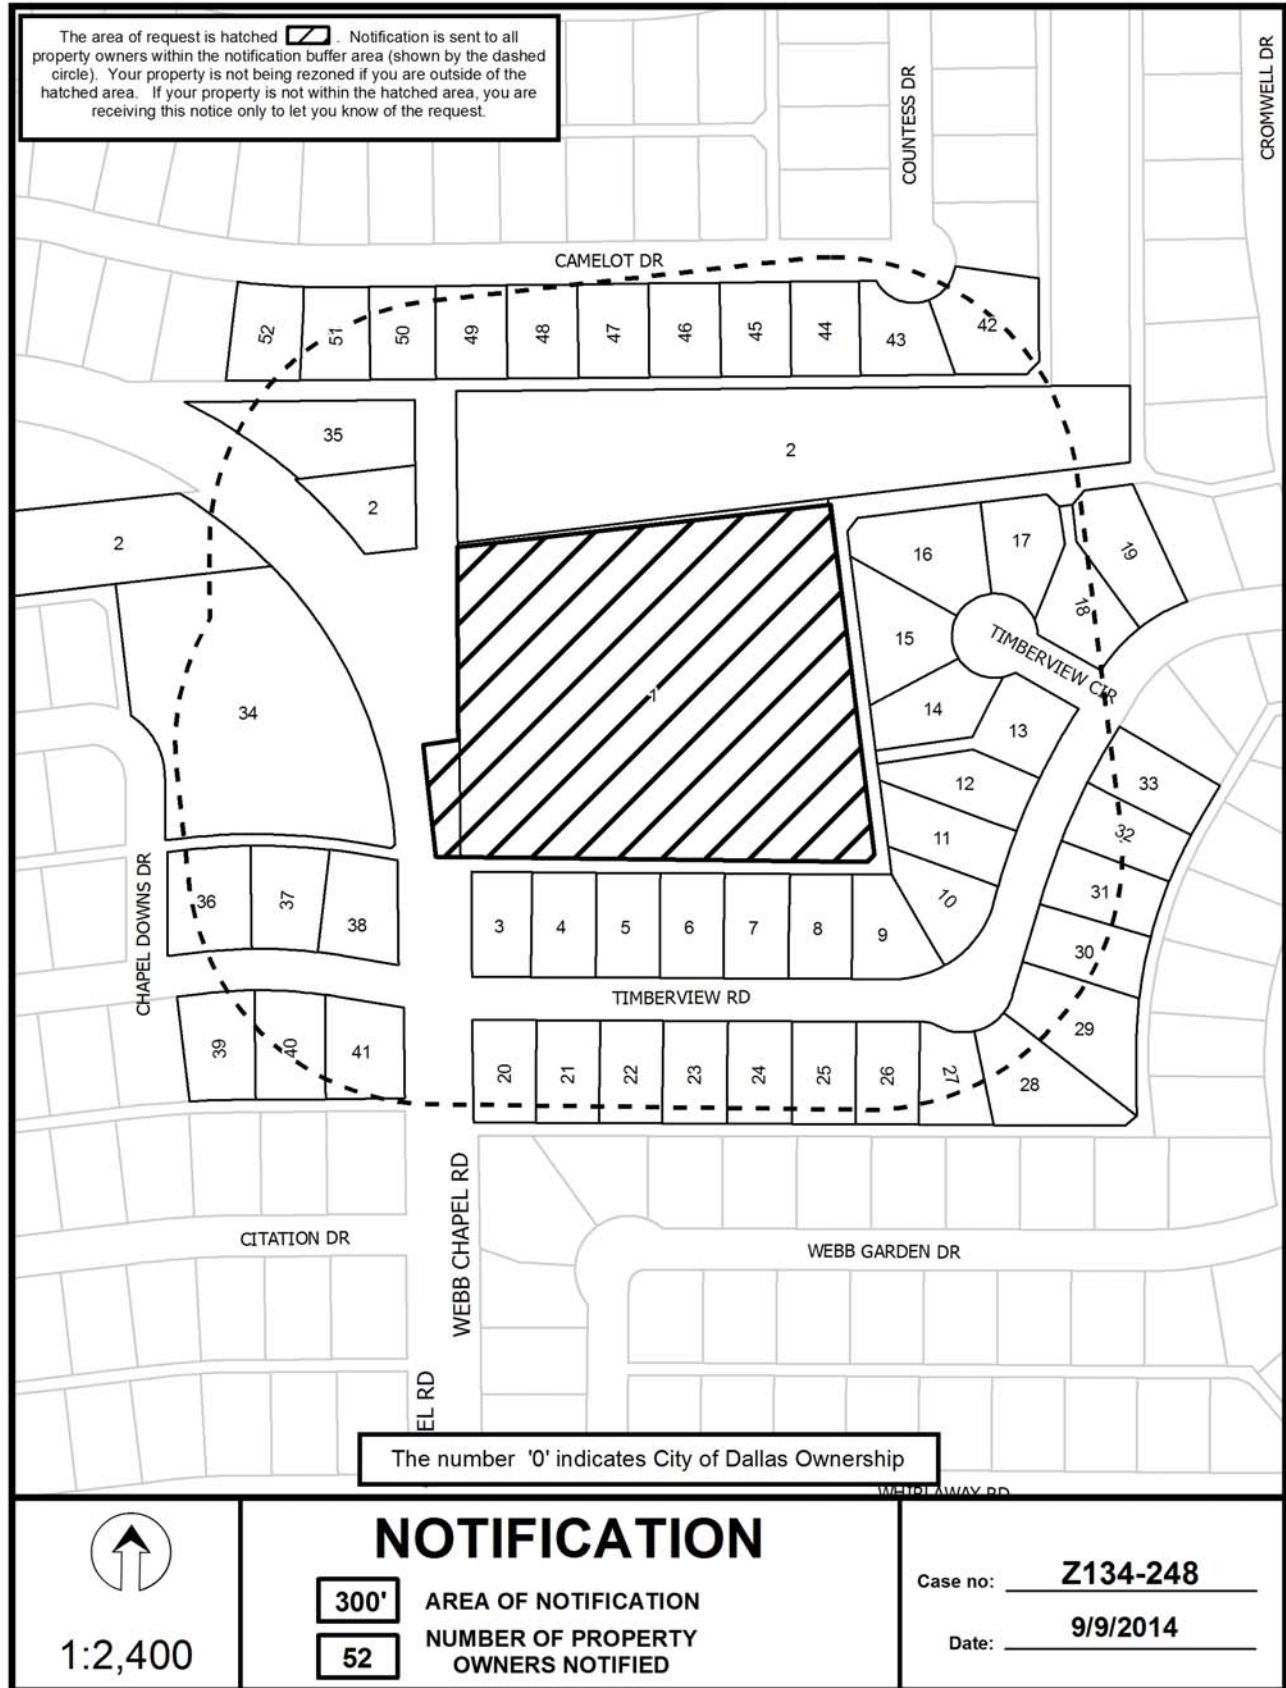 The area of request is hatched . Notification is sent to all
property owners within the notification buffer area (shown by the dashed
circle). Your property is not being rezoned if you are outside of the
hatched area. If your property is not within the hatched area, you are
receiving this notice only to let you know of the request.
COUNTESS DR
CROMWELL DR
CAMELOT DR
52
51
50
49
48
47
46
45
44
43
42
35
2
2
2
16
17
18
19
15
TIMBERVIEW CIR
14
13
34
1
12
33
11
32
10
31
CHAPEL DOWNS DR
36
37
38
3
4
5
6
7
8
9
30
TIMBERVIEW RD
29
39
40
41
20
21
22
23
24
25
26
27
28
WEBB CHAPEL RD
CITATION DR
WEBB GARDEN DR
EL RD
The number '0' indicates City of Dallas Ownership
WHIRLAWAY RD
1:2,400
NOTIFICATION
300' AREA OF NOTIFICATION
52 NUMBER OF PROPERTY
OWNERS NOTIFIED
Case no: Z134-248
Date: 9/9/2014